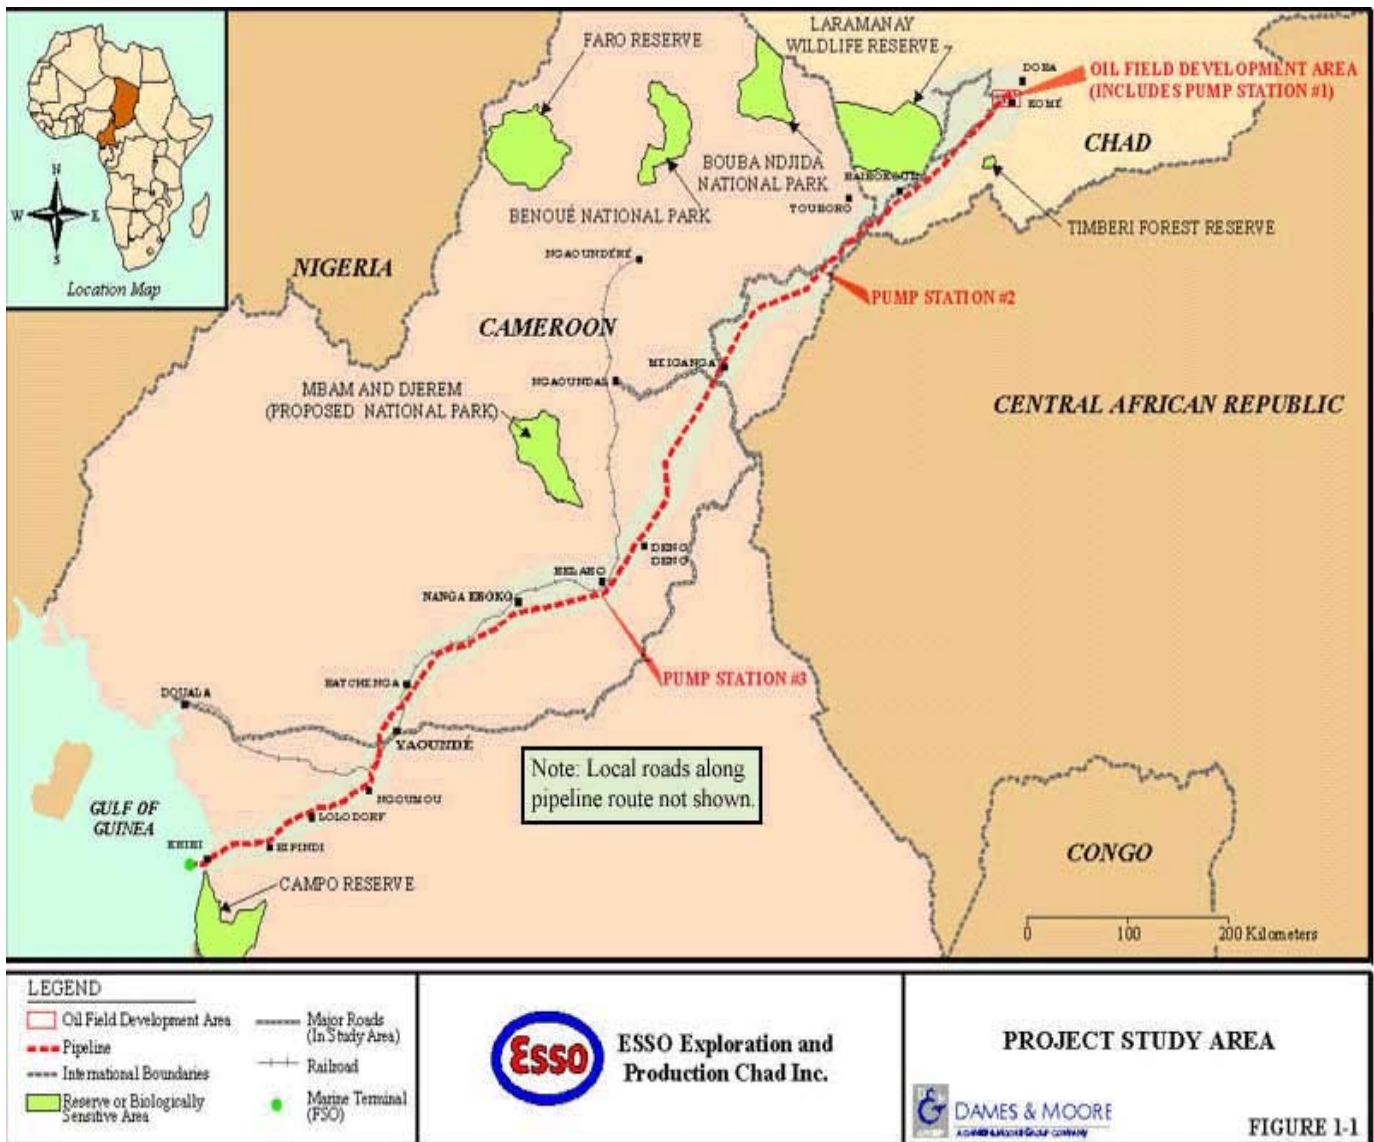 FARO RESERVE
LARAMANAY
WILDLIFE RESERVE
DOBA
OIL FIELD DEVELOPMENT AREA
(INCLUDES PUMP STATION #1)
KOMÉ
CHAD
BOUBA NDJIDA
NATIONAL PARK
TOUBORO
BENOUÉ NATIONAL PARK
TIMBERI FOREST RESERVE
N
W
E
S
Location Map
NIGERIA
NGAOUNDÉRÉ
PUMP STATION #2
CAMEROON
MEIGANGA
NGAOUNDAL
MBAM AND DJEREM
(PROPOSED NATIONAL PARK)
CENTRAL AFRICAN REPUBLIC
DENG
DENG
BELABO
NANGA EBOKO
PUMP STATION #3
BATCHENGA
DOUALA
YAOUNDÉ
Note: Local roads along
pipeline route not shown.
NGOUMOU
GULF OF
GUINEA
LOLODORF
KRIBI
BIPINDI
CONGO
CAMPO RESERVE
0
100
200 Kilometers
LEGEND
Oil Field Development Area
Pipeline
International Boundaries
Reserve or Biologically
Sensitive Area
Major Roads
(In Study Area)
Railroad
Marine Terminal
(FSO)
Esso
ESSO Exploration and
Production Chad Inc.
PROJECT STUDY AREA
&
DAMES & MOORE
A DAMES & MOORE GROUP COMPANY
FIGURE 1-1